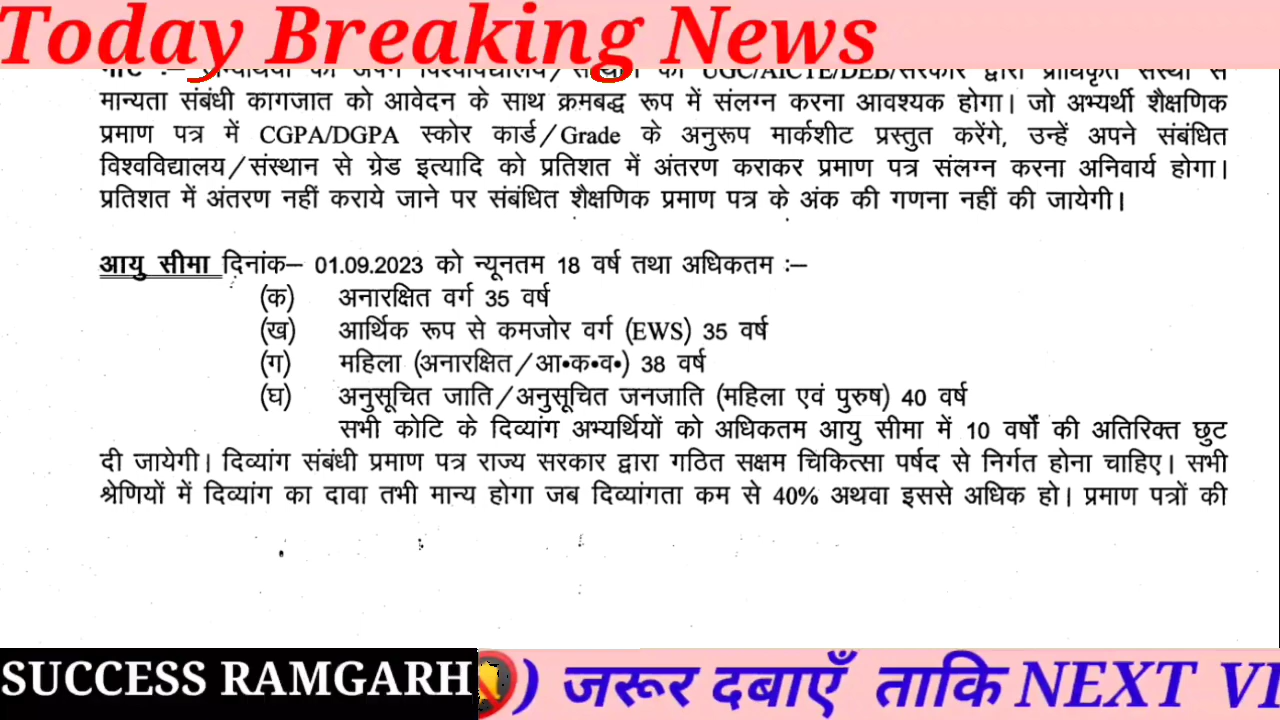 Today Breaking News
UGC/AICTE/DEB/सरकार द्वारा प्राधिकृत संस्था से
मान्यता संबंधी कागजात को आवेदन के साथ क्रमबद्ध रूप में संलग्न करना आवश्यक होगा। जो अभ्यर्थी शैक्षणिक
प्रमाण पत्र में CGPA/DGPA स्कोर कार्ड/Grade के अनुरूप मार्कशीट प्रस्तुत करेंगे, उन्हें अपने संबंधित
विश्वविद्यालय/संस्थान से ग्रेड इत्यादि को प्रतिशत में अंतरण कराकर प्रमाण पत्र संलग्न करना अनिवार्य होगा।
प्रतिशत में अंतरण नहीं कराये जाने पर संबंधित शैक्षणिक प्रमाण पत्र के अंक की गणना नहीं की जायेगी।
आयु सीमा दिनांक– 01.09.2023 को न्यूनतम 18 वर्ष तथा अधिकतम :–
(क) अनारक्षित वर्ग 35 वर्ष
(ख) आर्थिक रूप से कमजोर वर्ग (EWS) 35 वर्ष
(ग) महिला (अनारक्षित/आ॰क॰व॰) 38 वर्ष
(घ) अनुसूचित जाति/अनुसूचित जनजाति (महिला एवं पुरुष) 40 वर्ष
सभी कोटि के दिव्यांग अभ्यर्थियों को अधिकतम आयु सीमा में 10 वर्षों की अतिरिक्त छुट
दी जायेगी। दिव्यांग संबंधी प्रमाण पत्र राज्य सरकार द्वारा गठित सक्षम चिकित्सा पर्षद से निर्गत होना चाहिए। सभी
श्रेणियों में दिव्यांग का दावा तभी मान्य होगा जब दिव्यांगता कम से 40% अथवा इससे अधिक हो। प्रमाण पत्रों की
SUCCESS RAMGARH
) जरूर दबाएँ ताकि NEXT VI